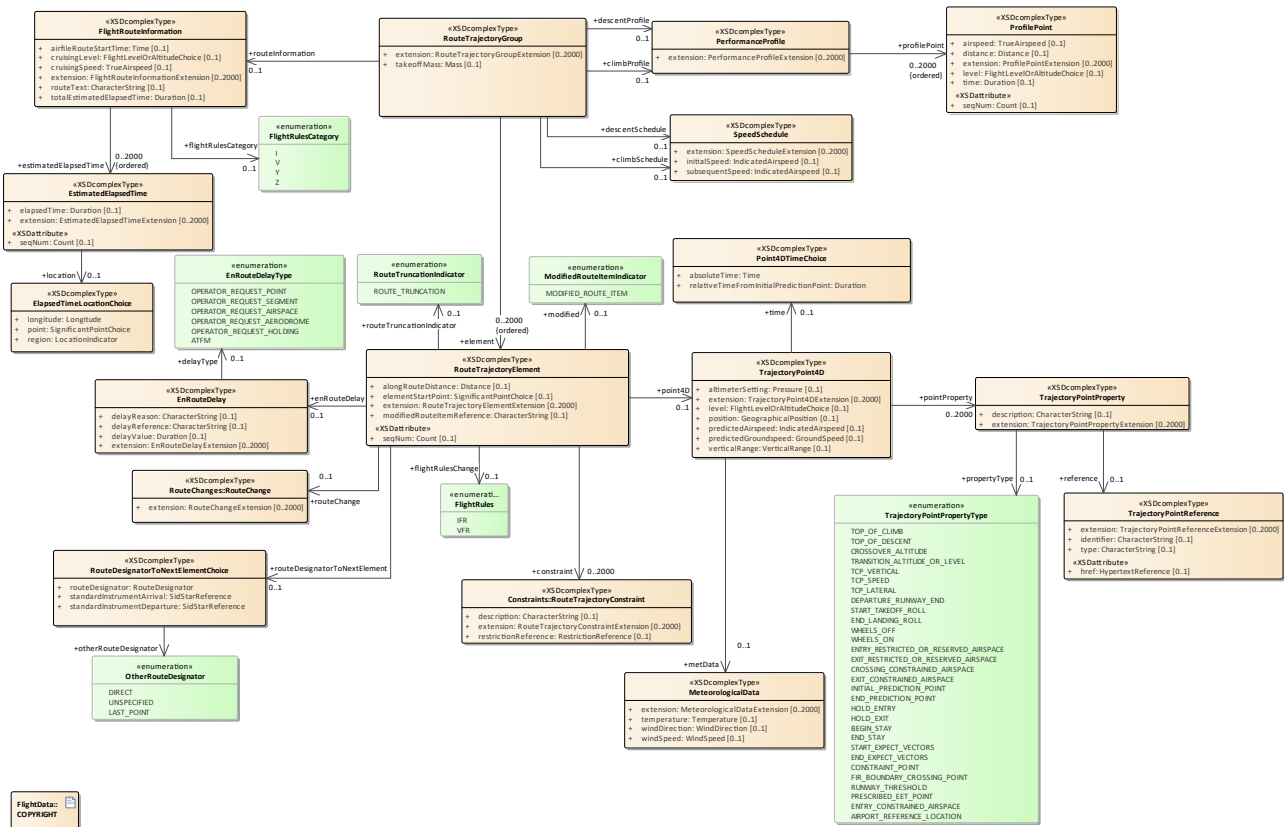 «XSDcomplexType»
FlightRouteInformation
+ airfileRouteStartTime: Time [0..1]
+ cruisingLevel: FlightLevelOrAltitudeChoice [0..1]
+ cruisingSpeed: TrueAirspeed [0..1]
+ extension: FlightRouteInformationExtension [0..2000]
+ routeText: CharacterString [0..1]
+ totalEstimatedElapsedTime: Duration [0..1]
+routeInformation
0..1
«XSDcomplexType»
RouteTrajectoryGroup
+ extension: RouteTrajectoryGroupExtension [0..2000]
+ takeoffMass: Mass [0..1]
+descentProfile
0..1
+climbProfile
0..1
«XSDcomplexType»
PerformanceProfile
+ extension: PerformanceProfileExtension [0..2000]
+profilePoint
0..2000
{ordered}
«XSDcomplexType»
ProfilePoint
+ airspeed: TrueAirspeed [0..1]
+ distance: Distance [0..1]
+ extension: ProfilePointExtension [0..2000]
+ level: FlightLevelOrAltitudeChoice [0..1]
+ time: Duration [0..1]
«XSDattribute»
+ seqNum: Count [0..1]
+flightRulesCategory
0..1
«enumeration»
FlightRulesCategory
I
V
Y
Z
+descentSchedule
0..1
+climbSchedule
0..1
«XSDcomplexType»
SpeedSchedule
+ extension: SpeedScheduleExtension [0..2000]
+ initialSpeed: IndicatedAirspeed [0..1]
+ subsequentSpeed: IndicatedAirspeed [0..1]
+estimatedElapsedTime
0..2000
{ordered}
«XSDcomplexType»
EstimatedElapsedTime
+ elapsedTime: Duration [0..1]
+ extension: EstimatedElapsedTimeExtension [0..2000]
«XSDattribute»
+ seqNum: Count [0..1]
+location
0..1
«XSDcomplexType»
ElapsedTimeLocationChoice
+ longitude: Longitude
+ point: SignificantPointChoice
+ region: LocationIndicator
«enumeration»
EnRouteDelayType
OPERATOR_REQUEST_POINT
OPERATOR_REQUEST_SEGMENT
OPERATOR_REQUEST_AIRSPACE
OPERATOR_REQUEST_AERODROME
OPERATOR_REQUEST_HOLDING
ATFM
+delayType
0..1
«enumeration»
RouteTruncationIndicator
ROUTE_TRUNCATION
0..1
+routeTruncationIndicator
0..2000
{ordered}
+element
«enumeration»
ModifiedRouteItemIndicator
MODIFIED_ROUTE_ITEM
+modified
0..1
«XSDcomplexType»
Point4DTimeChoice
+ absoluteTime: Time
+ relativeTimeFromInitialPredictionPoint: Duration
+time
0..1
«XSDcomplexType»
EnRouteDelay
+ delayReason: CharacterString [0..1]
+ delayReference: CharacterString [0..1]
+ delayValue: Duration [0..1]
+ extension: EnRouteDelayExtension [0..2000]
+enRouteDelay
0..1
«XSDcomplexType»
RouteTrajectoryElement
+ alongRouteDistance: Distance [0..1]
+ elementStartPoint: SignificantPointChoice [0..1]
+ extension: RouteTrajectoryElementExtension [0..2000]
+ modifiedRouteItemReference: CharacterString [0..1]
«XSDattribute»
+ seqNum: Count [0..1]
+point4D
0..1
«XSDcomplexType»
TrajectoryPoint4D
+ altimeterSetting: Pressure [0..1]
+ extension: TrajectoryPoint4DExtension [0..2000]
+ level: FlightLevelOrAltitudeChoice [0..1]
+ position: GeographicalPosition [0..1]
+ predictedAirspeed: IndicatedAirspeed [0..1]
+ predictedGroundspeed: GroundSpeed [0..1]
+ verticalRange: VerticalRange [0..1]
+pointProperty
0..2000
«XSDcomplexType»
TrajectoryPointProperty
+ description: CharacterString [0..1]
+ extension: TrajectoryPointPropertyExtension [0..2000]
«XSDcomplexType»
RouteChanges::RouteChange
+ extension: RouteChangeExtension [0..2000]
0..1
+routeChange
+flightRulesChange
0..1
«enumerati...
FlightRules
IFR
VFR
+propertyType
0..1
+reference
0..1
«enumeration»
TrajectoryPointPropertyType
TOP_OF_CLIMB
TOP_OF_DESCENT
CROSSOVER_ALTITUDE
TRANSITION_ALTITUDE_OR_LEVEL
TCP_VERTICAL
TCP_SPEED
TCP_LATERAL
DEPARTURE_RUNWAY_END
START_TAKEOFF_ROLL
END_LANDING_ROLL
WHEELS_OFF
WHEELS_ON
ENTRY_RESTRICTED_OR_RESERVED_AIRSPACE
EXIT_RESTRICTED_OR_RESERVED_AIRSPACE
CROSSING_CONSTRAINED_AIRSPACE
EXIT_CONSTRAINED_AIRSPACE
INITIAL_PREDICTION_POINT
END_PREDICTION_POINT
HOLD_ENTRY
HOLD_EXIT
BEGIN_STAY
END_STAY
START_EXPECT_VECTORS
END_EXPECT_VECTORS
CONSTRAINT_POINT
FIR_BOUNDARY_CROSSING_POINT
RUNWAY_THRESHOLD
PRESCRIBED_EET_POINT
ENTRY_CONSTRAINED_AIRSPACE
AIRPORT_REFERENCE_LOCATION
«XSDcomplexType»
TrajectoryPointReference
+ extension: TrajectoryPointReferenceExtension [0..2000]
+ identifier: CharacterString [0..1]
+ type: CharacterString [0..1]
«XSDattribute»
+ href: HypertextReference [0..1]
«XSDcomplexType»
RouteDesignatorToNextElementChoice
+ routeDesignator: RouteDesignator
+ standardInstrumentArrival: SidStarReference
+ standardInstrumentDeparture: SidStarReference
+routeDesignatorToNextElement
0..1
+constraint
0..2000
«XSDcomplexType»
Constraints::RouteTrajectoryConstraint
+ description: CharacterString [0..1]
+ extension: RouteTrajectoryConstraintExtension [0..2000]
+ restrictionReference: RestrictionReference [0..1]
+otherRouteDesignator
0..1
«enumeration»
OtherRouteDesignator
DIRECT
UNSPECIFIED
LAST_POINT
0..1
+metData
«XSDcomplexType»
MeteorologicalData
+ extension: MeteorologicalDataExtension [0..2000]
+ temperature: Temperature [0..1]
+ windDirection: WindDirection [0..1]
+ windSpeed: WindSpeed [0..1]
FlightData::
COPYRIGHT